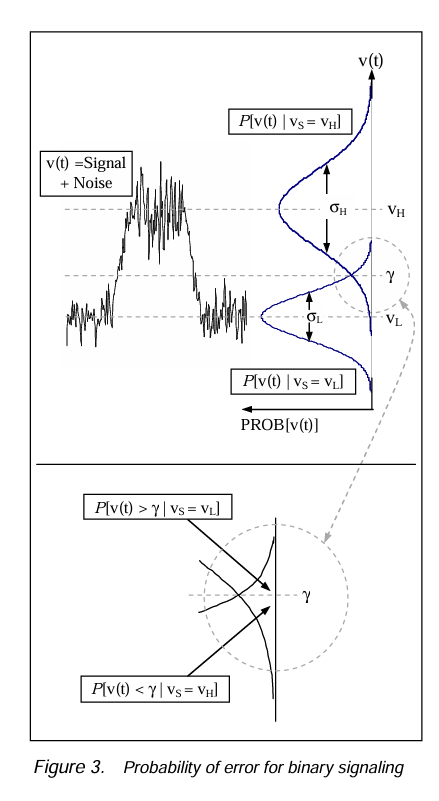 v(t)
P[v(t) | vS = vH]
v(t) =Signal
+ Noise
σH
vH
γ
σL
vL
P[v(t) | vS = vL]
PROB[v(t)]
P[v(t) > γ | vS = vL]
γ
P[v(t) < γ | vS = vH]
Figure 3. Probability of error for binary signaling